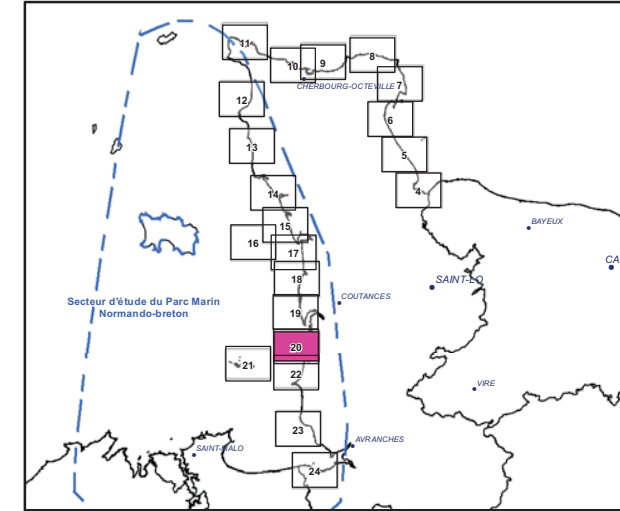 11
10
9
8
CHERBOURG-OCTEVILLE
7
12
6
13
5
14
4
15
BAYEUX
16
17
CA
18
SAINT-LO
Secteur d'étude du Parc Marin
Normando-breton
COUTANCES
19
20
21
22
VIRE
23
AVRANCHES
SAINT-MALO
24